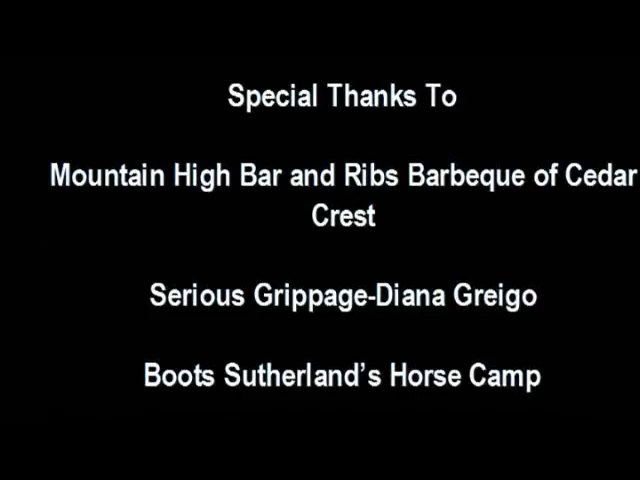 Special Thanks To
Mountain High Bar and Ribs Barbeque of Cedar
Crest
Serious Grippage-Diana Greigo
Boots Sutherland's Horse Camp